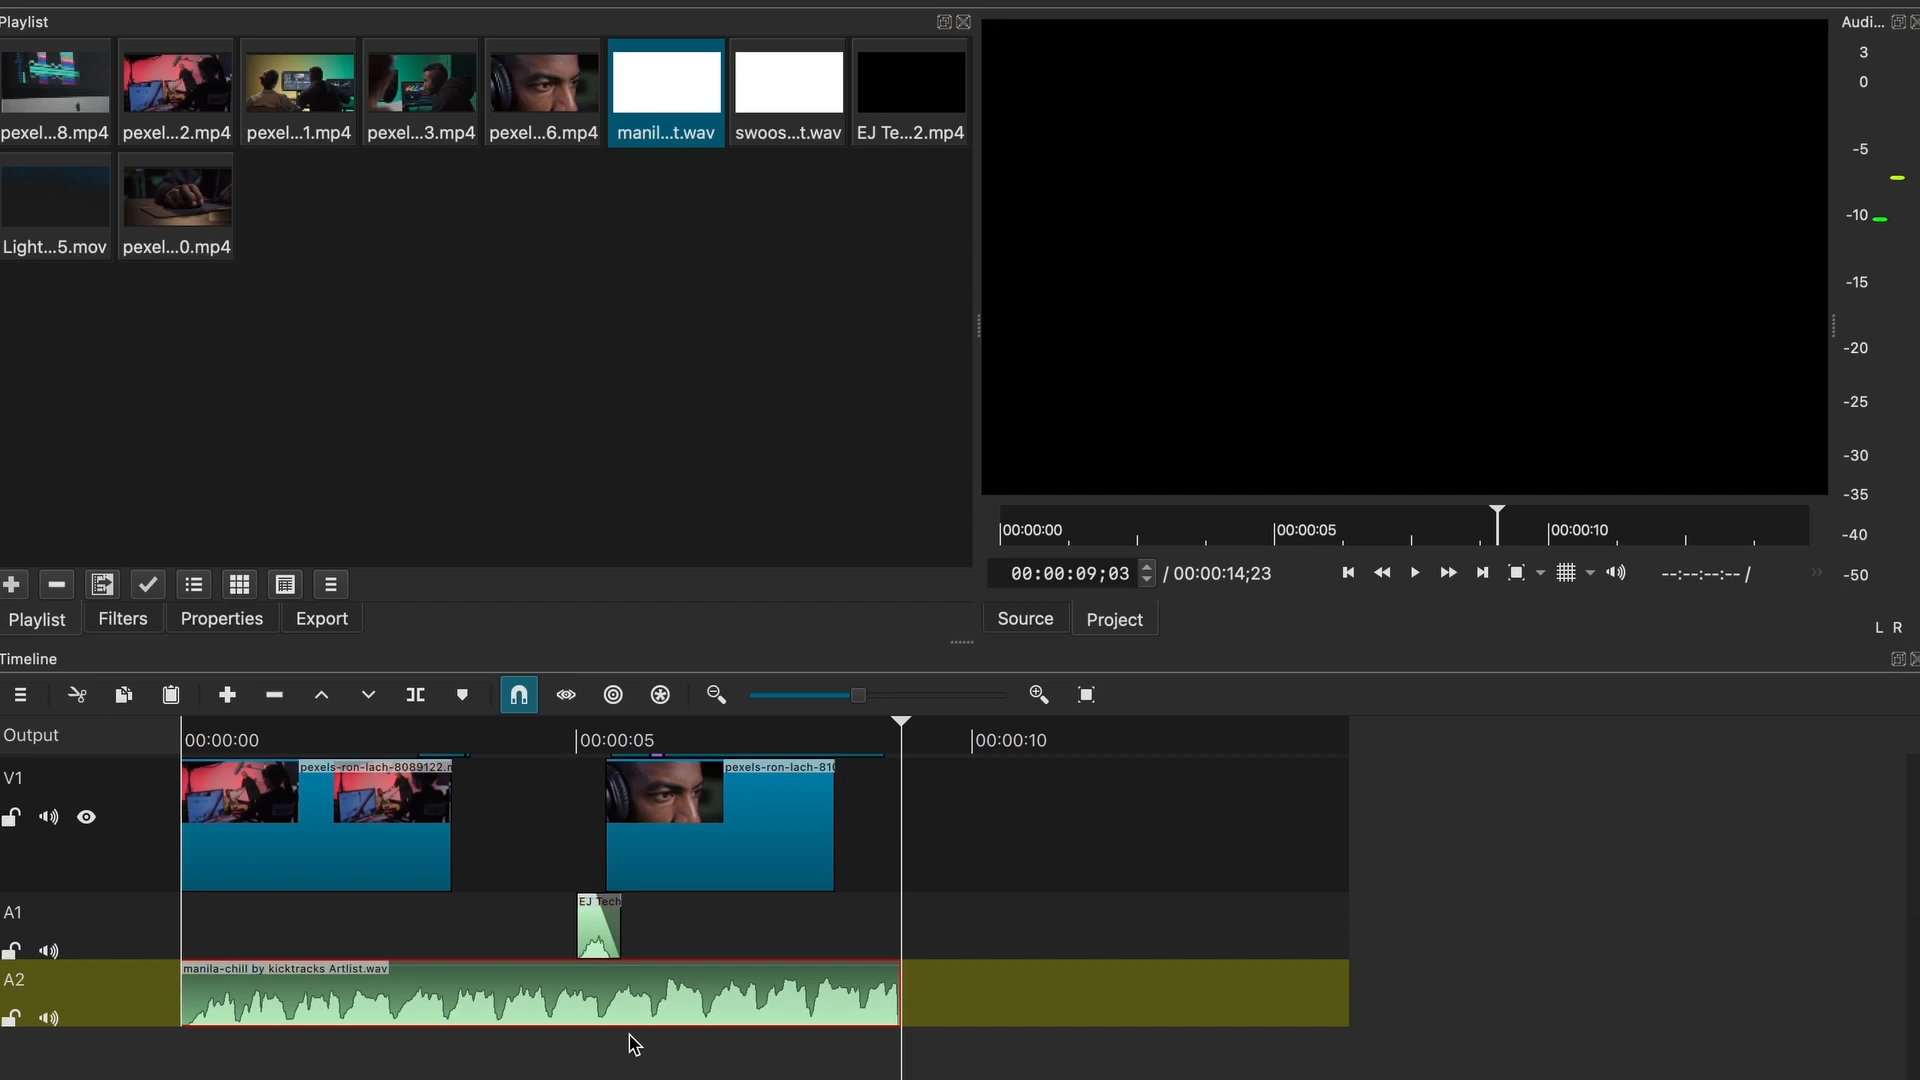 Playlist
Audi...
pexel...8.mp4
pexel...2.mp4
pexel...1.mp4
pexel...3.mp4
pexel...6.mp4
manil...t.wav
swoos...t.wav
EJ Te...2.mp4
Light...5.mov
pexel...0.mp4
3
0
-5
-10
-15
-20
-25
-30
-35
-40
-50
L R
00:00:00
00:00:05
00:00:10
00:00:09;03 / 00:00:14;23
--:--:--:-- /
Playlist
Filters
Properties
Export
Source
Project
Timeline
Output
00:00:00
00:00:05
00:00:10
V1
pexels-ron-lach-8089122.m
pexels-ron-lach-810
A1
EJ Tech
A2
manila-chill by kicktracks Artlist.wav